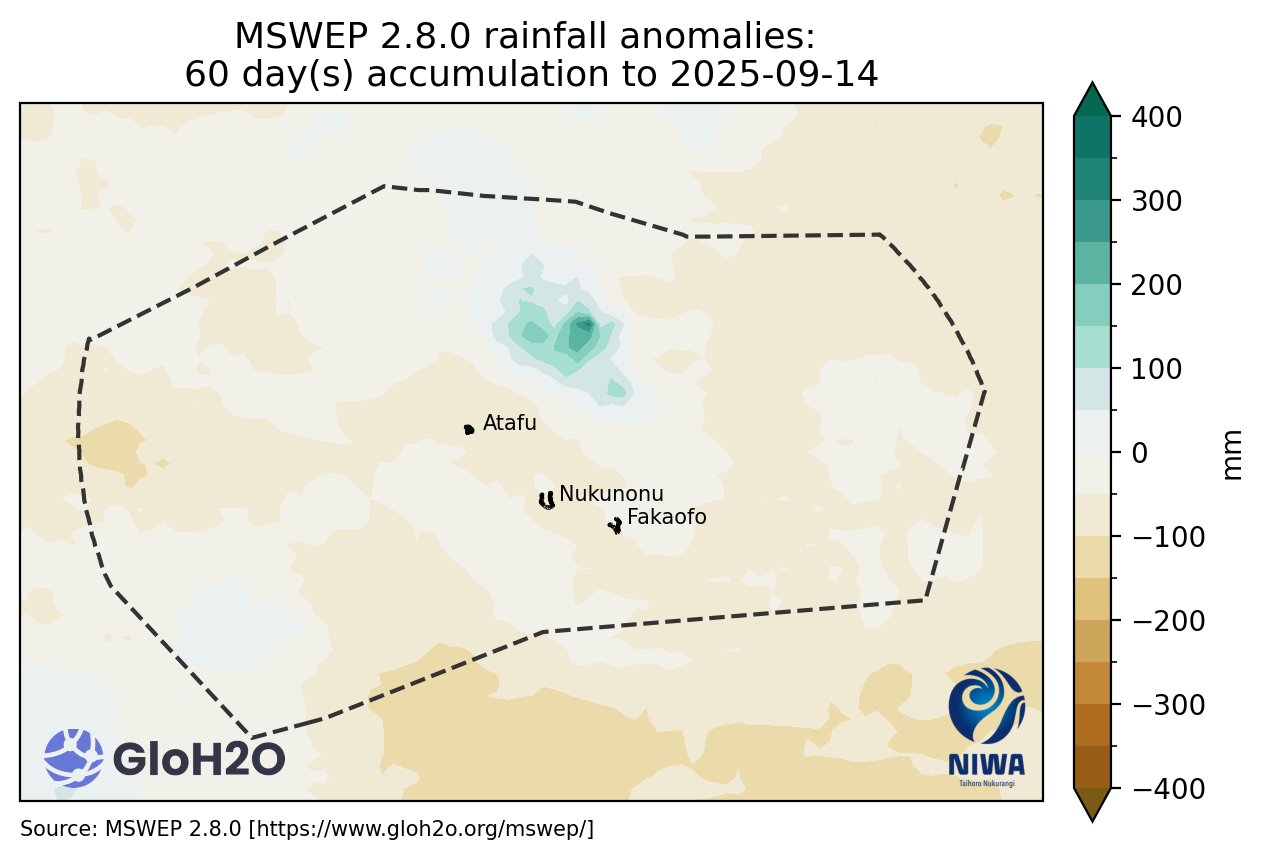 MSWEP 2.8.0 rainfall anomalies:
60 day(s) accumulation to 2025-09-14
400
300
200
100
0
−100
−200
−300
−400
mm
Atafu
Nukunonu
Fakaofo
GloH2O
NIWA
Taihoro Nukurangi
Source: MSWEP 2.8.0 [https://www.gloh2o.org/mswep/]